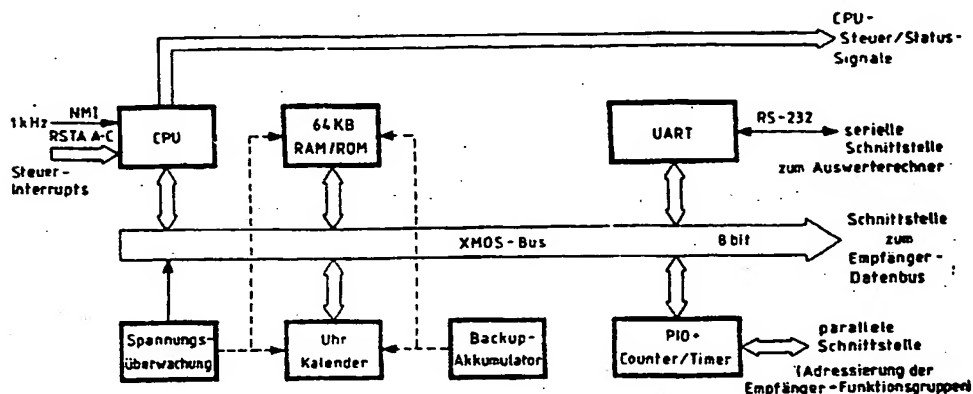 CPU-
Steuer/Status-
Signale
1kHz
NMI
RSTA A-C
Steuer-
Interrupts
CPU
64KB
RAM/ROM
UART
RS-232
serielle
Schnittstelle
zum Auswerterechner
XMOS-Bus
8bit
Schnittstelle
zum
Empfänger-
Datenbus
Spannungs-
überwachung
Uhr
Kalender
Backup-
Akkumulator
PIO+
Counter/Timer
parallele
Schnittstelle
(Adressierung der
Empfänger-Funktionsgruppen)